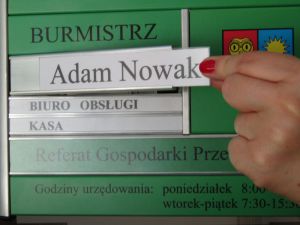 BURMISTRZ
Adam Nowak
BIURO OBSŁUGI
KASA
Referat Gospodarki Prze
Godziny urzędowania: poniedziałek 8:00
wtorek-piątek 7:30-15:30